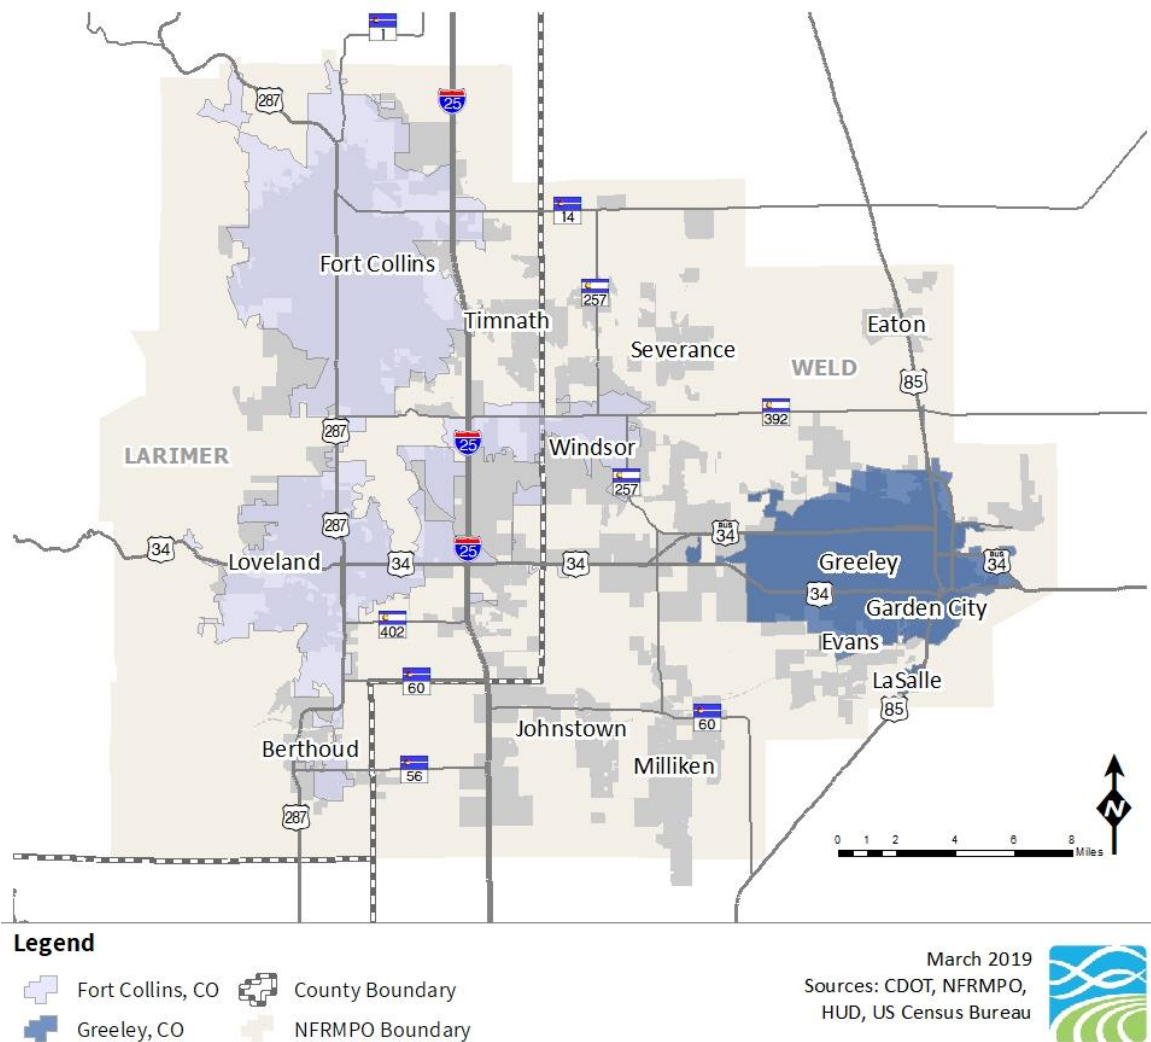 1
287
25
14
Fort Collins
257
Timnath
Eaton
Severance
WELD
85
392
287
25
LARIMER
Windsor
257
287
BUS
34
34
25
Loveland
34
34
Greeley
BUS
34
34
Garden City
402
Evans
60
LaSalle
85
60
Johnstown
Berthoud
56
Milliken
287
N
0 1 2 4 6 8
Miles
Legend
Fort Collins, CO
County Boundary
Greeley, CO
NFRMPO Boundary
March 2019
Sources: CDOT, NFRMPO,
HUD, US Census Bureau